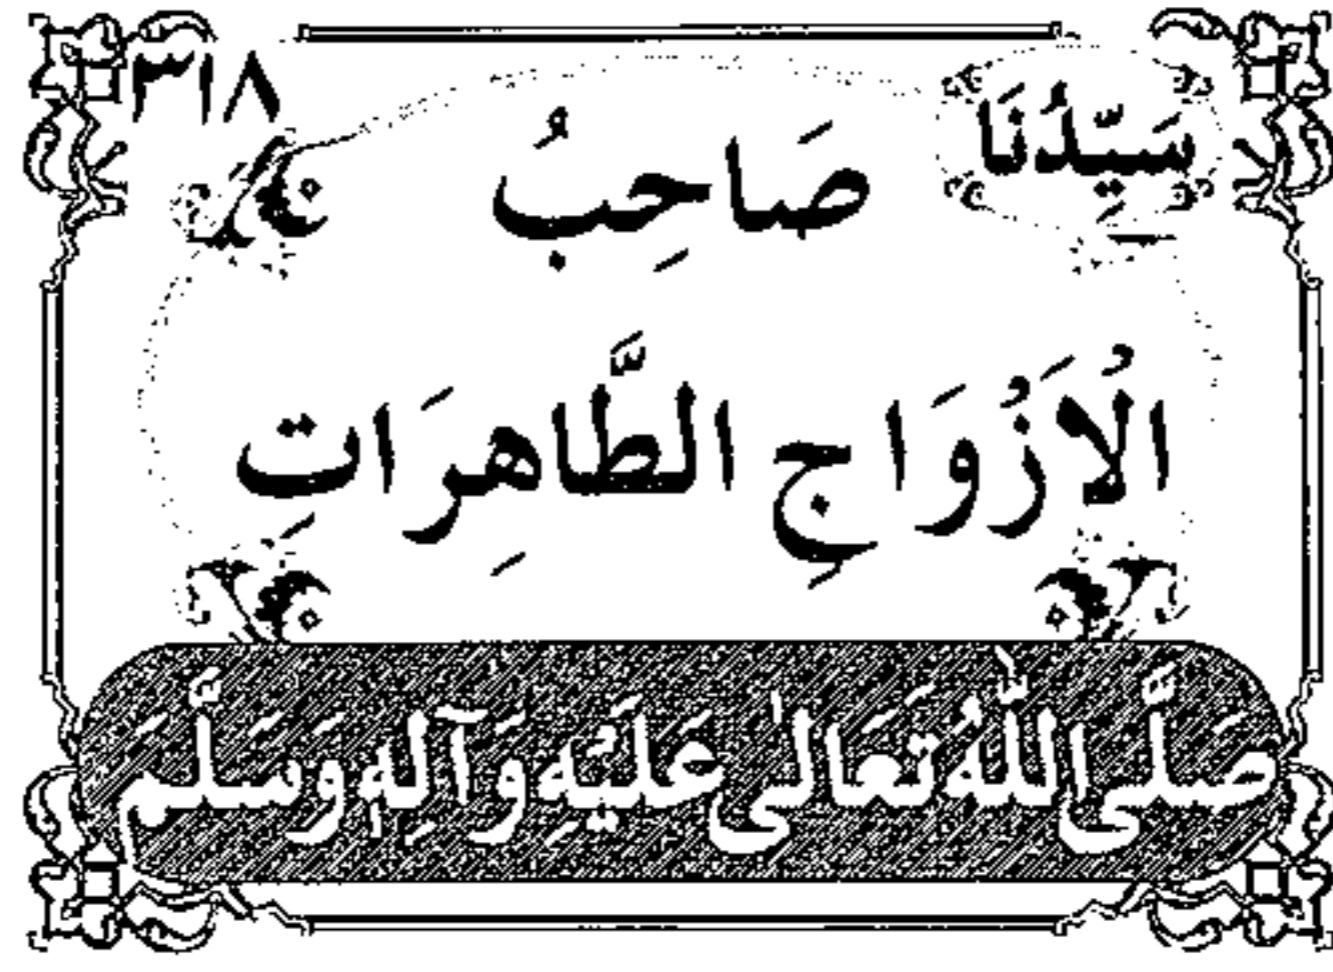 سَيِّدُنَا صَاحِبُ ٣١٨
الْاَزْوَاجِ الطَّاهِرَاتِ
صَلَّى اللّٰهُ تَعَالٰى عَلَيْهِ وَآلِهٖ وَسَلَّمَ